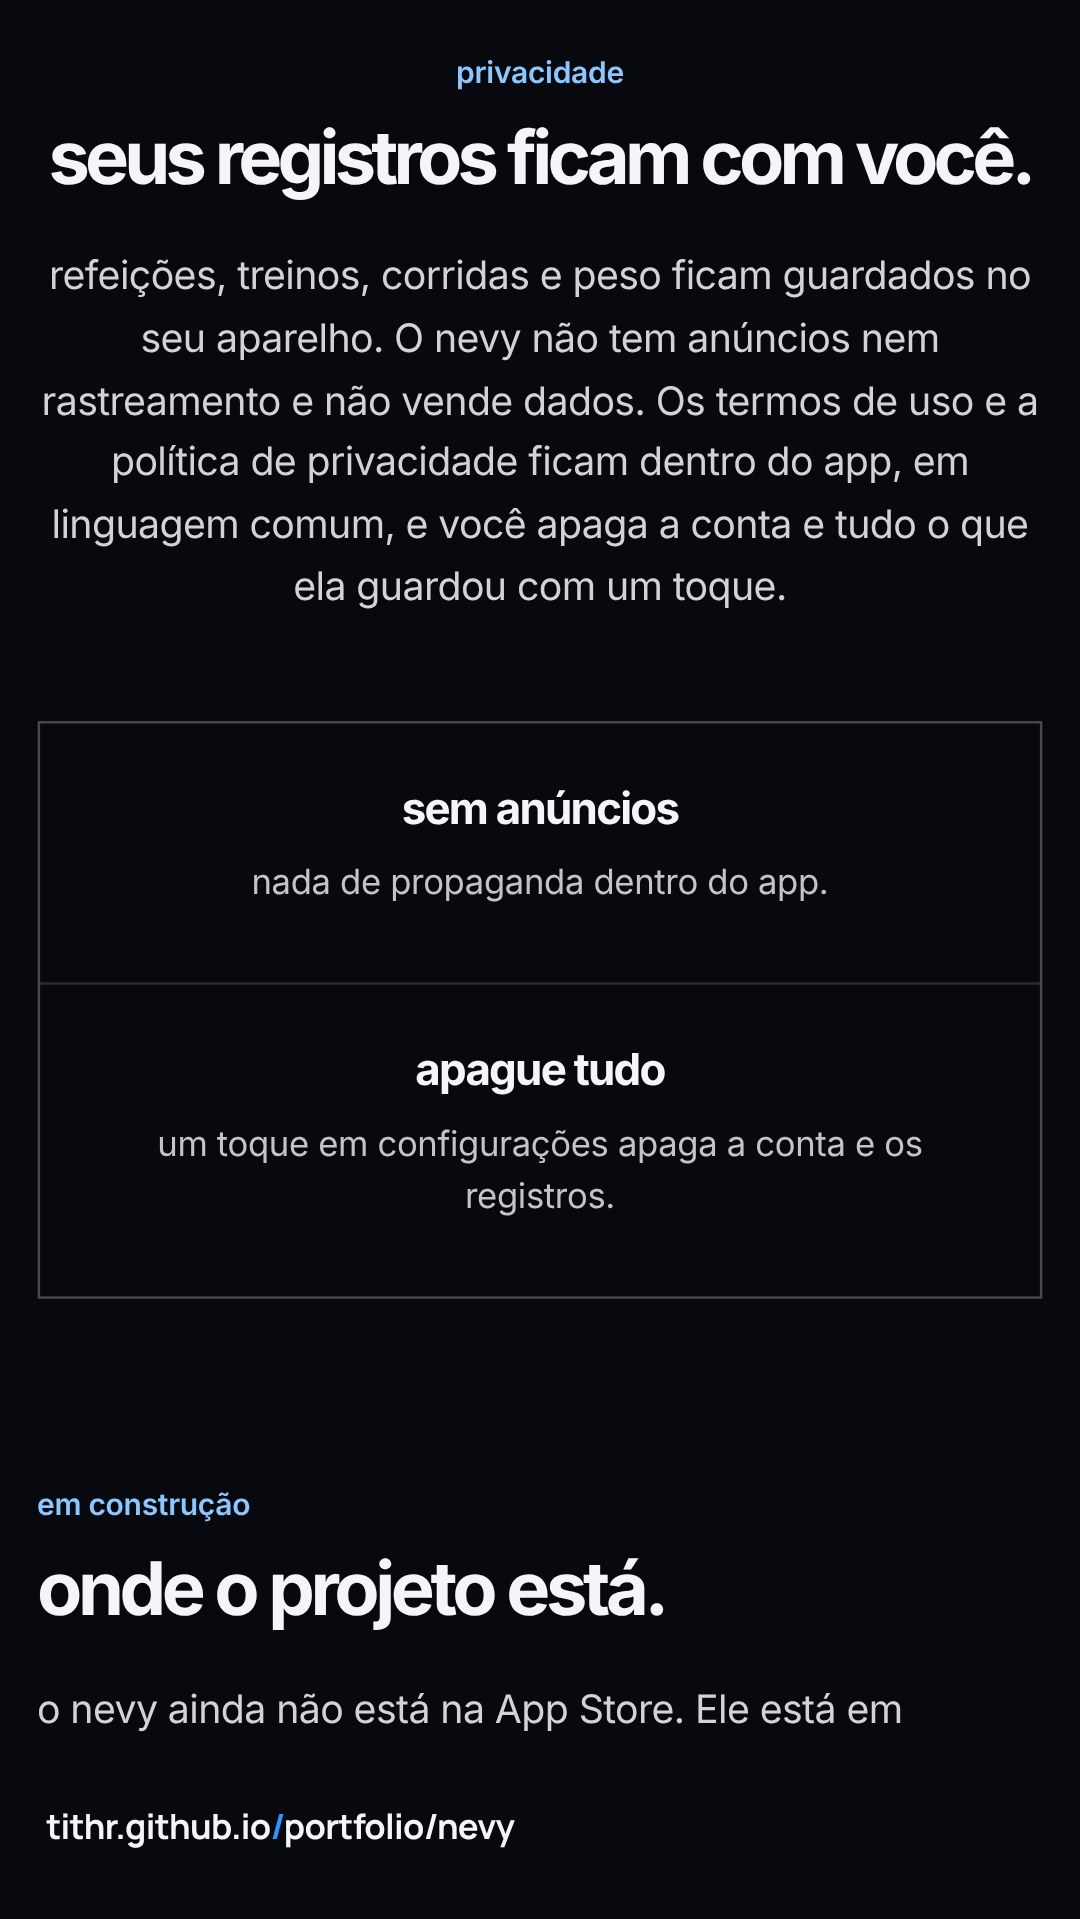 privacidade
seus registros ficam com você.
refeições, treinos, corridas e peso ficam guardados no
seu aparelho. O nevy não tem anúncios nem
rastreamento e não vende dados. Os termos de uso e a
política de privacidade ficam dentro do app, em
linguagem comum, e você apaga a conta e tudo o que
ela guardou com um toque.
sem anúncios
nada de propaganda dentro do app.
apague tudo
um toque em configurações apaga a conta e os
registros.
em construção
onde o projeto está.
o nevy ainda não está na App Store. Ele está em
tithr.github.io/portfolio/nevy